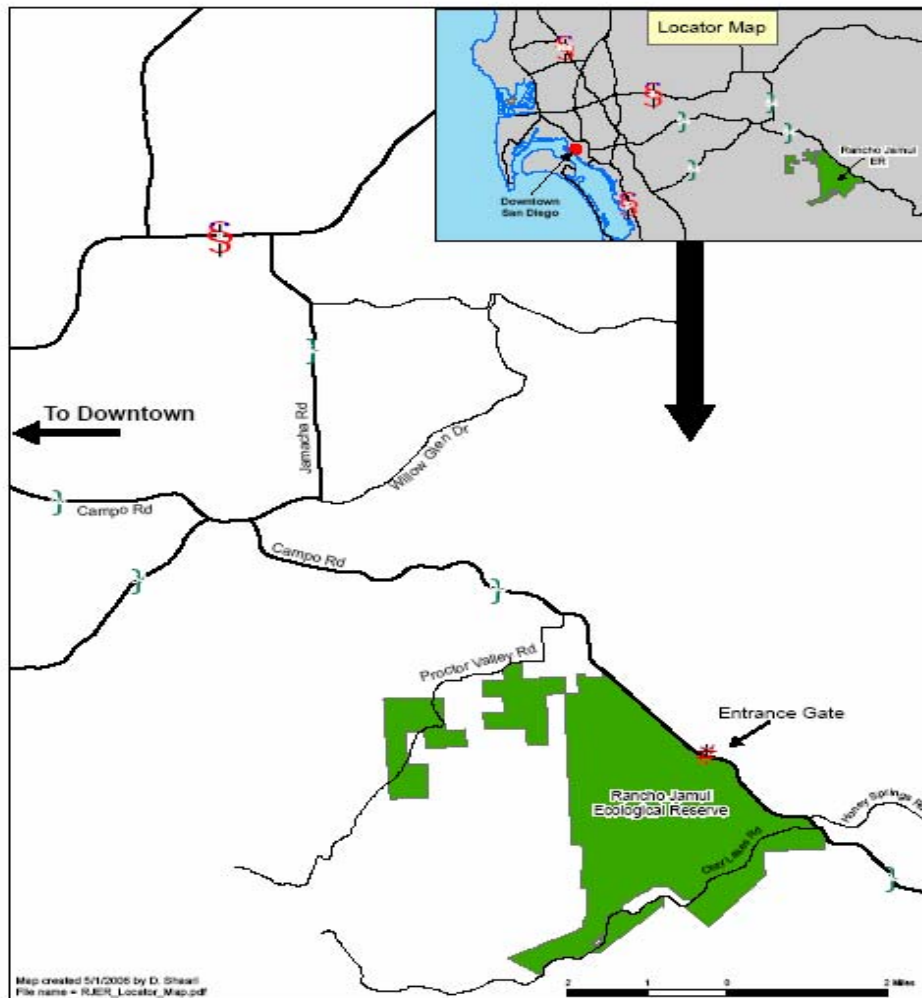 Locator Map
Rancho Jamul
ER
Downtown
San Diego
To Downtown
Jamacha Rd
Willow Glen Dr
Campo Rd
Campo Rd
Proctor Valley Rd
Entrance Gate
Rancho Jamul
Ecological Reserve
Honey Springs R
Otay Lakes Rd
Map created 5/1/2006 by D.
File name = RJER_Locator_Map.pdf
2 1 0 2 Miles